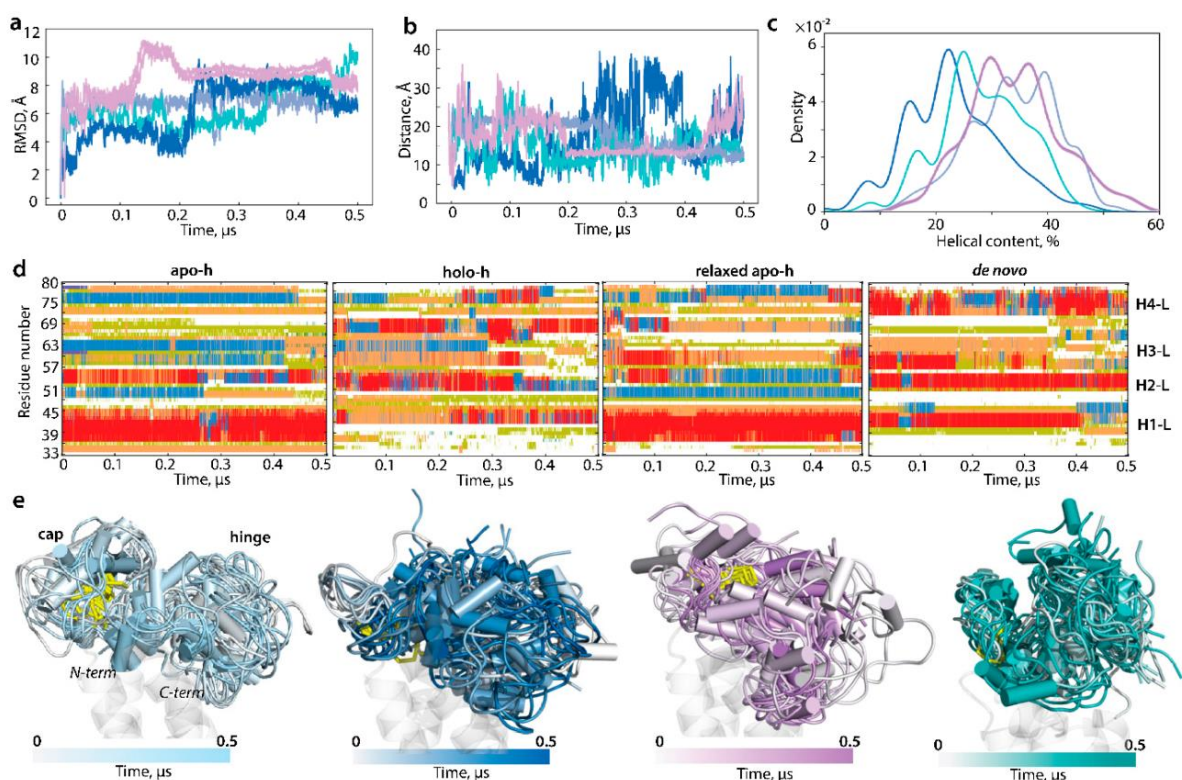 a
12
10
8
6
4
2
0
RMSD, Å
0 0.1 0.2 0.3 0.4 0.5
Time, µs
b
40
30
20
10
0
Distance, Å
0 0.1 0.2 0.3 0.4 0.5
Time, µs
c
×10⁻²
6
4
2
0
Density
0 20 40 60
Helical content, %
d
apo-h holo-h relaxed apo-h de novo
Residue number
80
69
63
57
51
45
39
33
H4-L
H3-L
H2-L
H1-L
0 0.1 0.2 0.3 0.4 0.5 0.1 0.2 0.3 0.4 0.5 0.1 0.2 0.3 0.4 0.5 0.1 0.2 0.3 0.4 0.5
Time, µs Time, µs Time, µs Time, µs
e
cap hinge
N-term C-term
0 0.5 0 0.5 0 0.5 0 0.5
Time, µs Time, µs Time, µs Time, µs